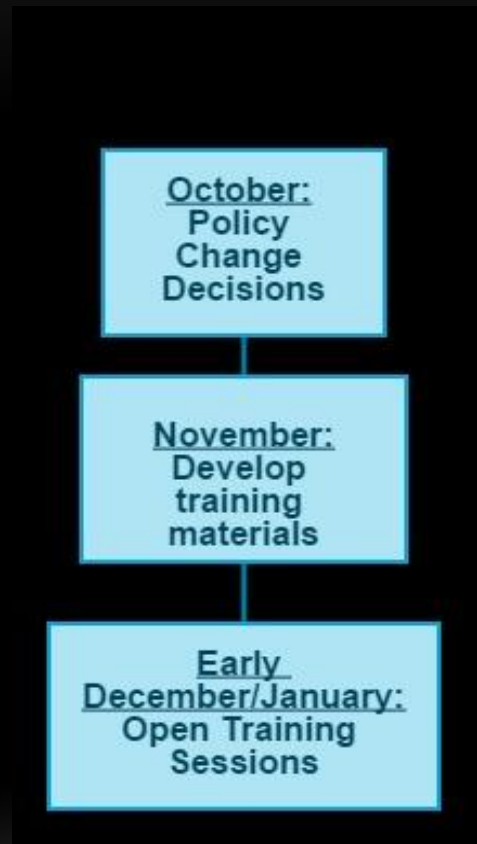 October:
Policy
Change
Decisions
November:
Develop
training
materials
Early
December/January:
Open Training
Sessions